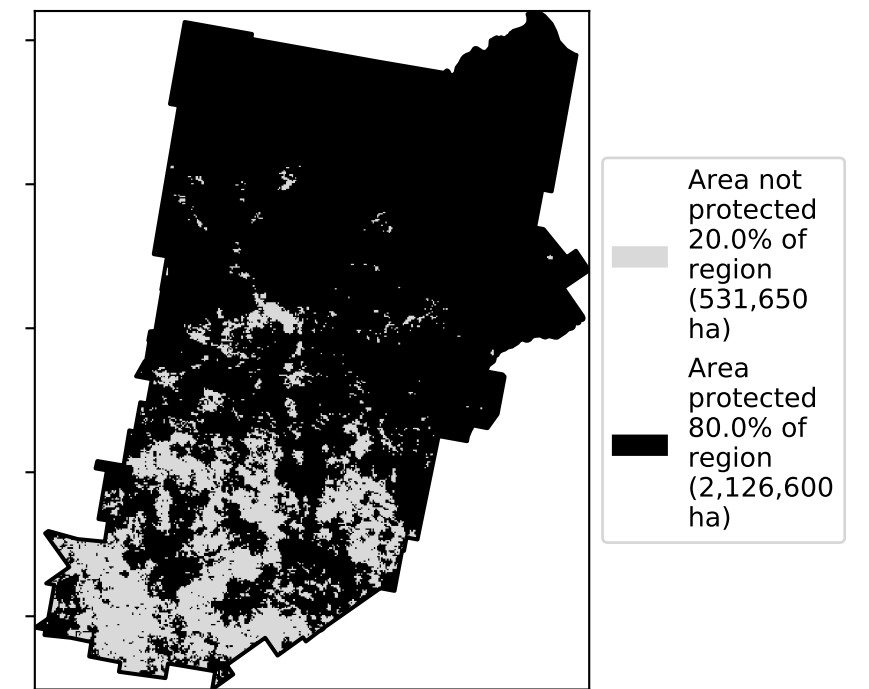 Area not
protected
20.0% of
region
(531,650
ha)
Area
protected
80.0% of
region
(2,126,600
ha)